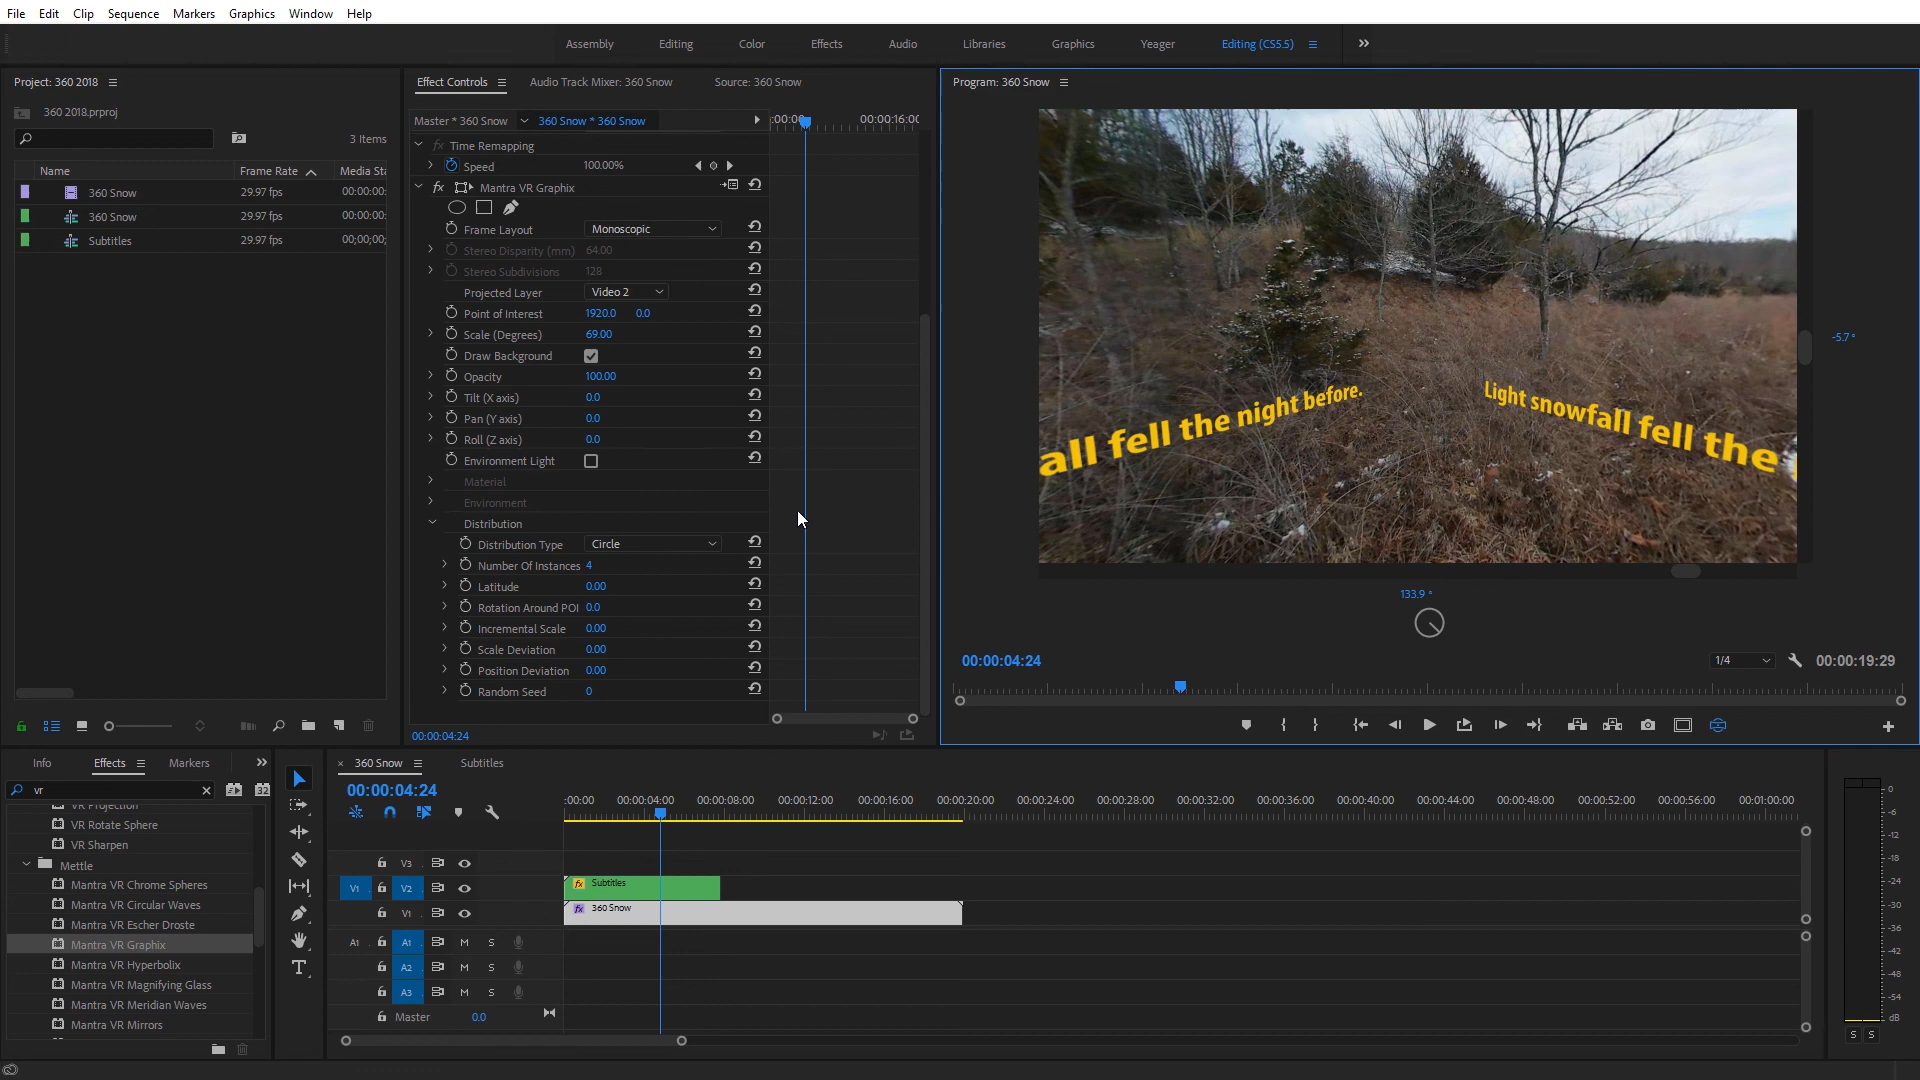 File Edit Clip Sequence Markers Graphics Window Help
Assembly Editing Color Effects Audio Libraries Graphics Yeager Editing (CS5.5)
Project: 360 2018
360 2018.prproj
3 Items
Name Frame Rate Media Sta
360 Snow 29.97 fps 00:00:00:
360 Snow 29.97 fps 00:00:00:
Subtitles 29.97 fps 00;00;00;
Effect Controls Audio Track Mixer: 360 Snow Source: 360 Snow
Master * 360 Snow 360 Snow * 360 Snow
:00:00 00:00:16:00
fx Time Remapping
Speed 100.00%
fx Mantra VR Graphix
Frame Layout Monoscopic
Stereo Disparity (mm) 64.00
Stereo Subdivisions 128
Projected Layer Video 2
Point of Interest 1920.0 0.0
Scale (Degrees) 69.00
Draw Background
Opacity 100.00
Tilt (X axis) 0.0
Pan (Y axis) 0.0
Roll (Z axis) 0.0
Environment Light
Material
Environment
Distribution
Distribution Type Circle
Number Of Instances 4
Latitude 0.00
Rotation Around POI 0.0
Incremental Scale 0.00
Scale Deviation 0.00
Position Deviation 0.00
Random Seed 0
00:00:04:24
Program: 360 Snow
all fell the night before.
Light snowfall fell the
-5.7 °
133.9 °
00:00:04:24 1/4 00:00:19:29
Info Effects Markers
vr 32
VR Projection
VR Rotate Sphere
VR Sharpen
Mettle
Mantra VR Chrome Spheres
Mantra VR Circular Waves
Mantra VR Escher Droste
Mantra VR Graphix
Mantra VR Hyperbolix
Mantra VR Magnifying Glass
Mantra VR Meridian Waves
Mantra VR Mirrors
× 360 Snow Subtitles
00:00:04:24
:00:00 00:00:04:00 00:00:08:00 00:00:12:00 00:00:16:00 00:00:20:00 00:00:24:00 00:00:28:00 00:00:32:00 00:00:36:00 00:00:40:00 00:00:44:00 00:00:48:00 00:00:52:00 00:00:56:00 00:01:00:00
V3
V1 V2 fx Subtitles
V1 fx 360 Snow
A1 A1 M S
A2 M S
A3 M S
Master 0.0
0
-6
-12
-18
-24
-30
-36
-42
-48
-54
dB
S S